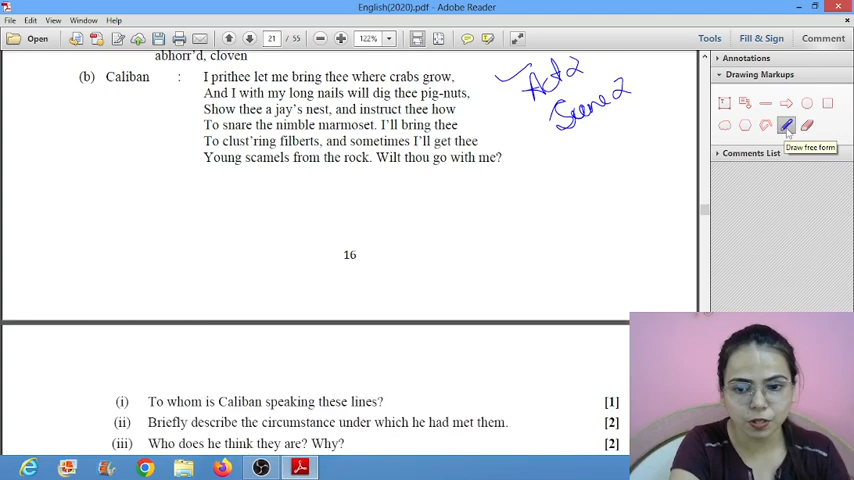 English(2020).pdf - Adobe Reader
File Edit View Window Help
Open 21 / 55 122% Tools Fill & Sign Comment
abhorr'd, cloven
(b) Caliban : I prithee let me bring thee where crabs grow,
And I with my long nails will dig thee pig-nuts,
Show thee a jay's nest, and instruct thee how
To snare the nimble marmoset. I'll bring thee
To clust'ring filberts, and sometimes I'll get thee
Young scamels from the rock. Wilt thou go with me?
Act 2
Scene 2
16
(i) To whom is Caliban speaking these lines? [1]
(ii) Briefly describe the circumstance under which he had met them. [2]
(iii) Who does he think they are? Why? [2]
Annotations
Drawing Markups
Draw free form
Comments List